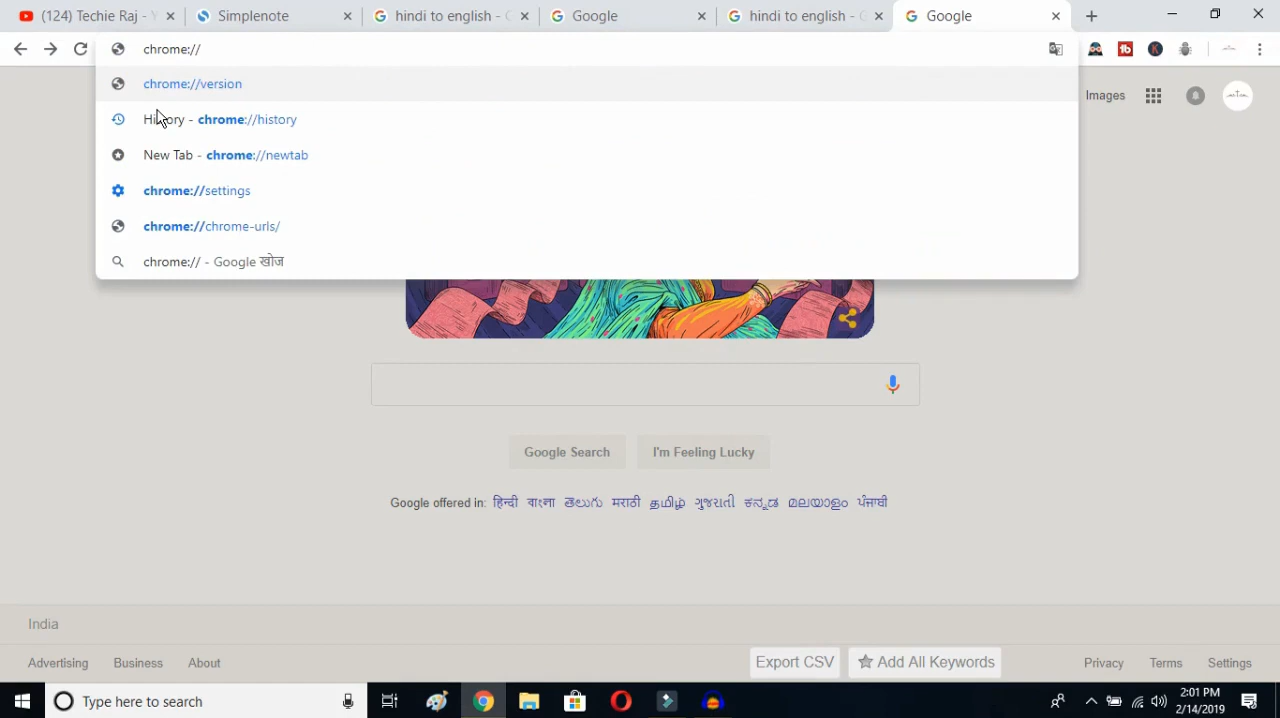 (124) Techie Raj - Y
Simplenote
hindi to english - G
Google
hindi to english - G
Google
chrome://
chrome://version
History - chrome://history
New Tab - chrome://newtab
chrome://settings
chrome://chrome-urls/
chrome:// - Google खोज
Images
Google Search
I'm Feeling Lucky
Google offered in: हिन्दी বাংলা తెలుగు मराठी தமிழ் ગુજરાતી ಕನ್ನಡ മലയാളം ਪੰਜਾਬੀ
India
Advertising
Business
About
Export CSV
Add All Keywords
Privacy
Terms
Settings
Type here to search
2:01 PM
2/14/2019